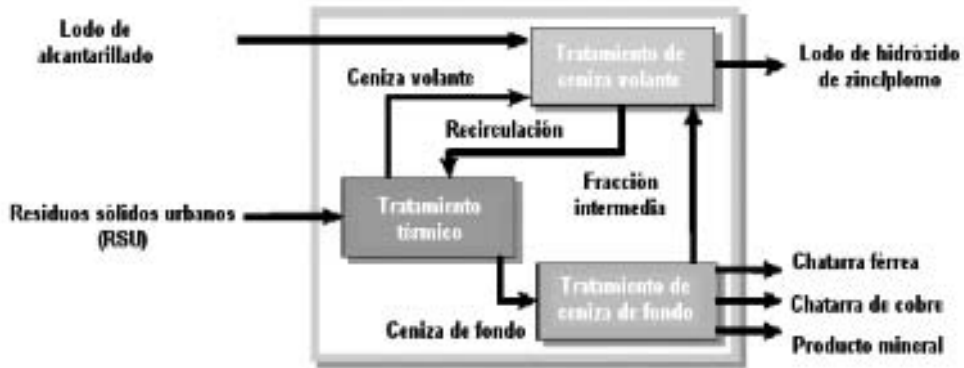 Lodo de
alcantarillado
Tratamiento de
ceniza volante
Lodo de hidróxido
de zinc/plomo
Ceniza volante
Recirculación
Fracción
intermedia
Residuos sólidos urbanos
(RSU)
Tratamiento
térmico
Ceniza de fondo
Tratamiento de
ceniza de fondo
Chatarra férrea
Chatarra de cobre
Producto mineral